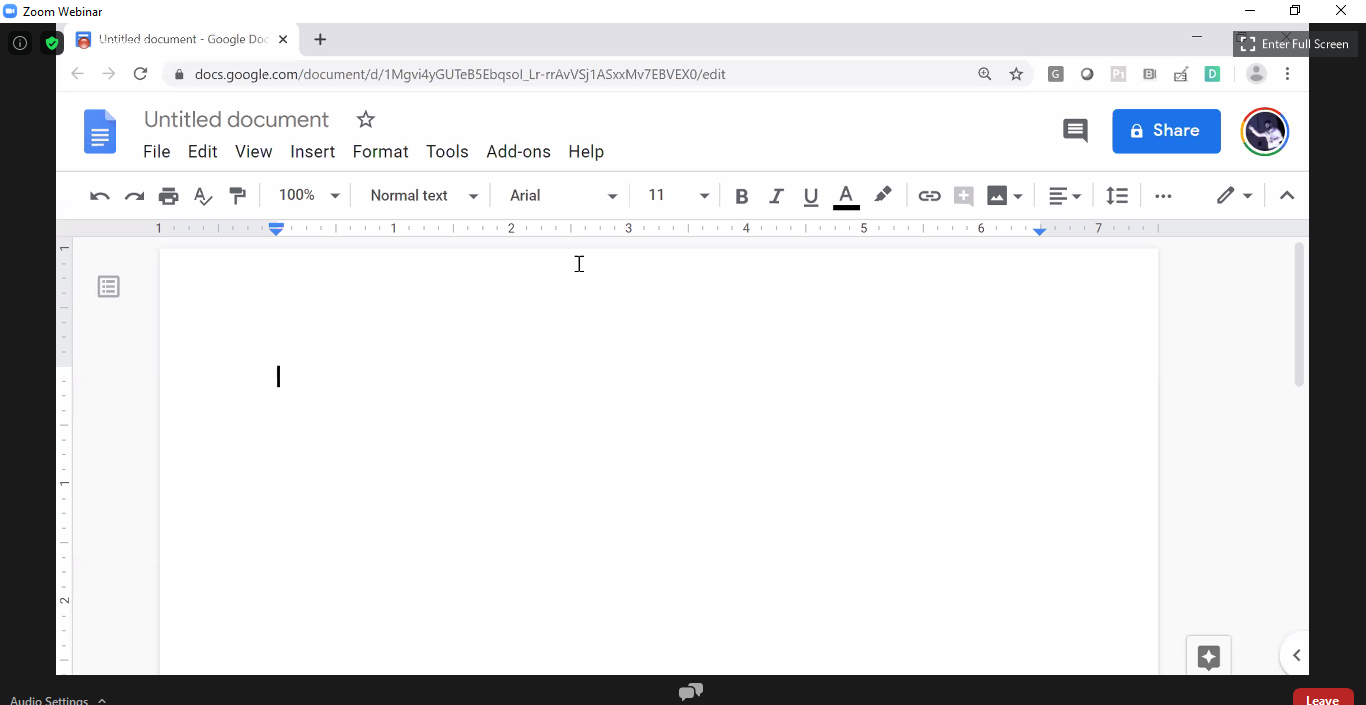 Zoom Webinar
Untitled document - Google Doc
Enter Full Screen
docs.google.com/document/d/1Mgvi4yGUTeB5Ebqsol_Lr-rrAvVSj1ASxxMv7EBVEX0/edit
Untitled document
Share
File Edit View Insert Format Tools Add-ons Help
100% Normal text Arial 11 B I U A
1 1 2 3 4 5 6 7
1
1
2
Audio Settings
Leave